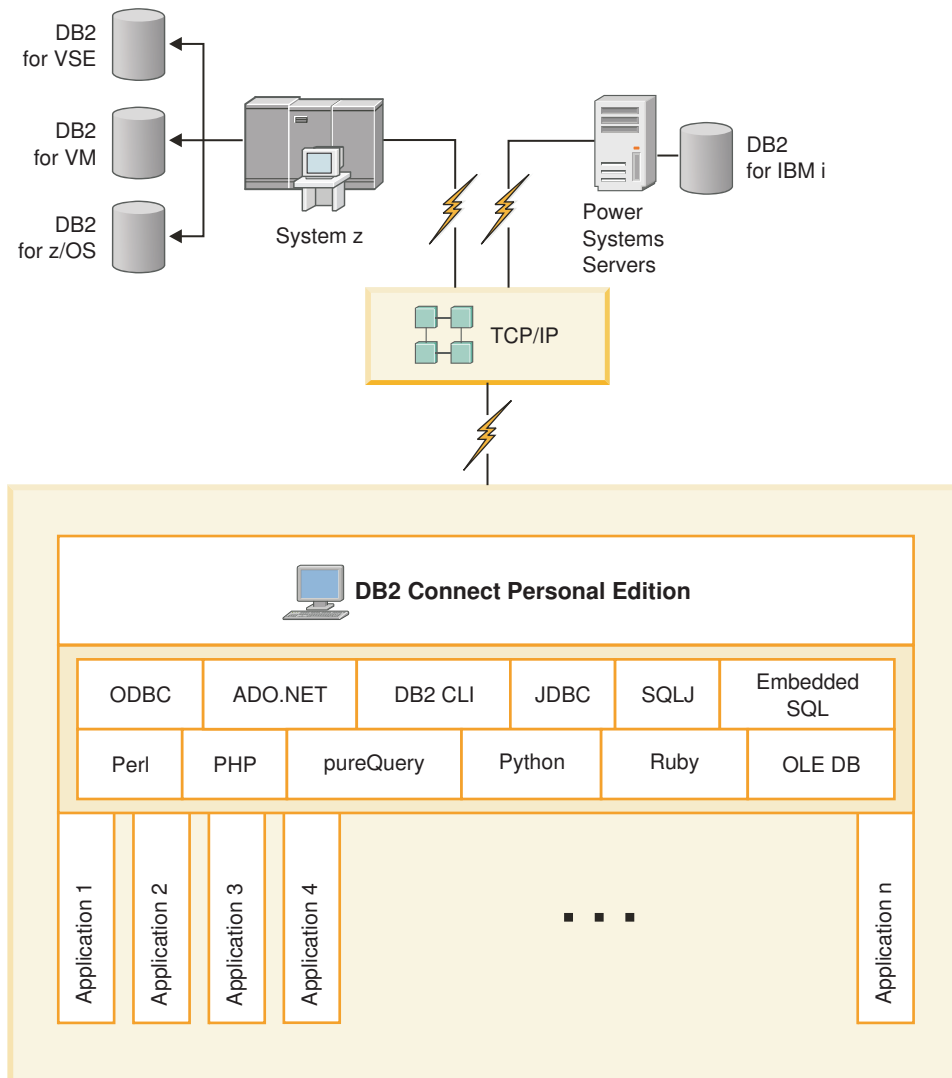 DB2
for VSE
DB2
for VM
DB2
for z/OS
System z
Power
Systems
Servers
DB2
for IBM i
TCP/IP
DB2 Connect Personal Edition
ODBC
ADO.NET
DB2 CLI
JDBC
SQLJ
Embedded
SQL
Perl
PHP
pureQuery
Python
Ruby
OLE DB
Application 1
Application 2
Application 3
Application 4
. . .
Application n